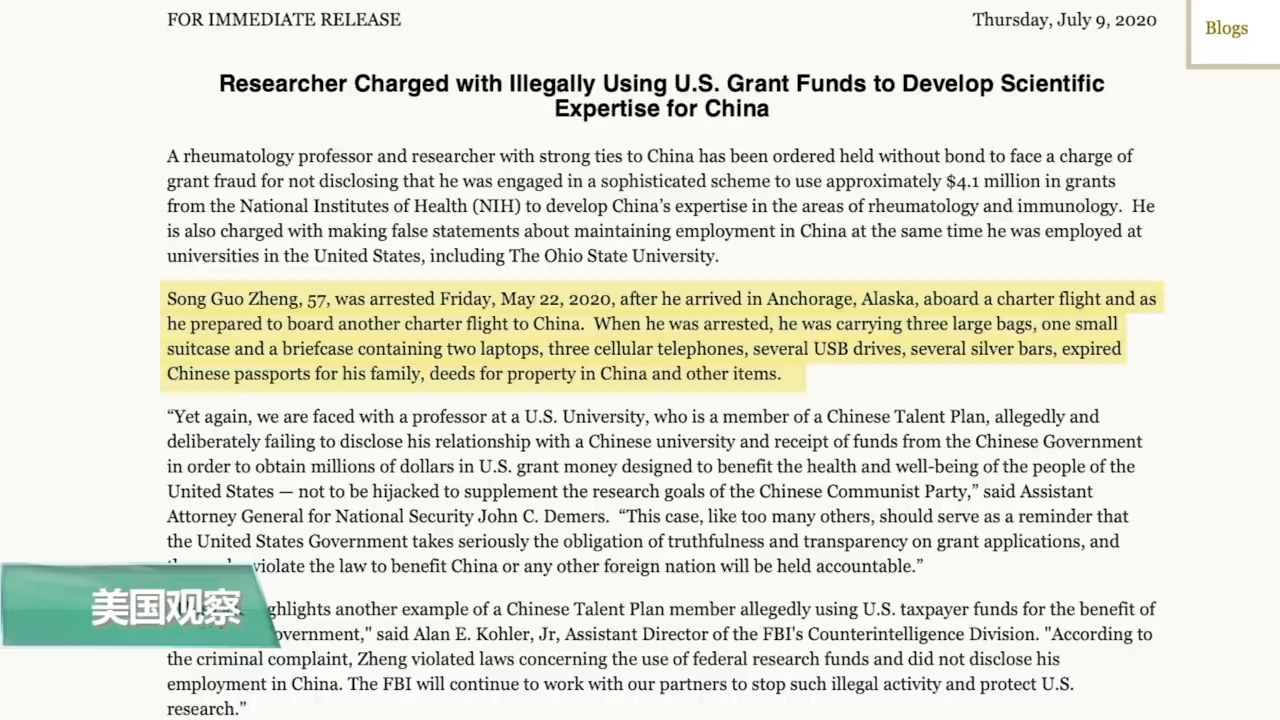 FOR IMMEDIATE RELEASE
Thursday, July 9, 2020
Blogs
Researcher Charged with Illegally Using U.S. Grant Funds to Develop Scientific
Expertise for China
A rheumatology professor and researcher with strong ties to China has been ordered held without bond to face a charge of
grant fraud for not disclosing that he was engaged in a sophisticated scheme to use approximately $4.1 million in grants
from the National Institutes of Health (NIH) to develop China’s expertise in the areas of rheumatology and immunology.  He
is also charged with making false statements about maintaining employment in China at the same time he was employed at
universities in the United States, including The Ohio State University.
Song Guo Zheng, 57, was arrested Friday, May 22, 2020, after he arrived in Anchorage, Alaska, aboard a charter flight and as
he prepared to board another charter flight to China.  When he was arrested, he was carrying three large bags, one small
suitcase and a briefcase containing two laptops, three cellular telephones, several USB drives, several silver bars, expired
Chinese passports for his family, deeds for property in China and other items.
“Yet again, we are faced with a professor at a U.S. University, who is a member of a Chinese Talent Plan, allegedly and
deliberately failing to disclose his relationship with a Chinese university and receipt of funds from the Chinese Government
in order to obtain millions of dollars in U.S. grant money designed to benefit the health and well-being of the people of the
United States — not to be hijacked to supplement the research goals of the Chinese Communist Party,” said Assistant
Attorney General for National Security John C. Demers.  “This case, like too many others, should serve as a reminder that
the United States Government takes seriously the obligation of truthfulness and transparency on grant applications, and
violate the law to benefit China or any other foreign nation will be held accountable.”
美国观察
another example of a Chinese Talent Plan member allegedly using U.S. taxpayer funds for the benefit of
said Alan E. Kohler, Jr, Assistant Director of the FBI's Counterintelligence Division. "According to
the criminal complaint, Zheng violated laws concerning the use of federal research funds and did not disclose his
employment in China. The FBI will continue to work with our partners to stop such illegal activity and protect U.S.
research."